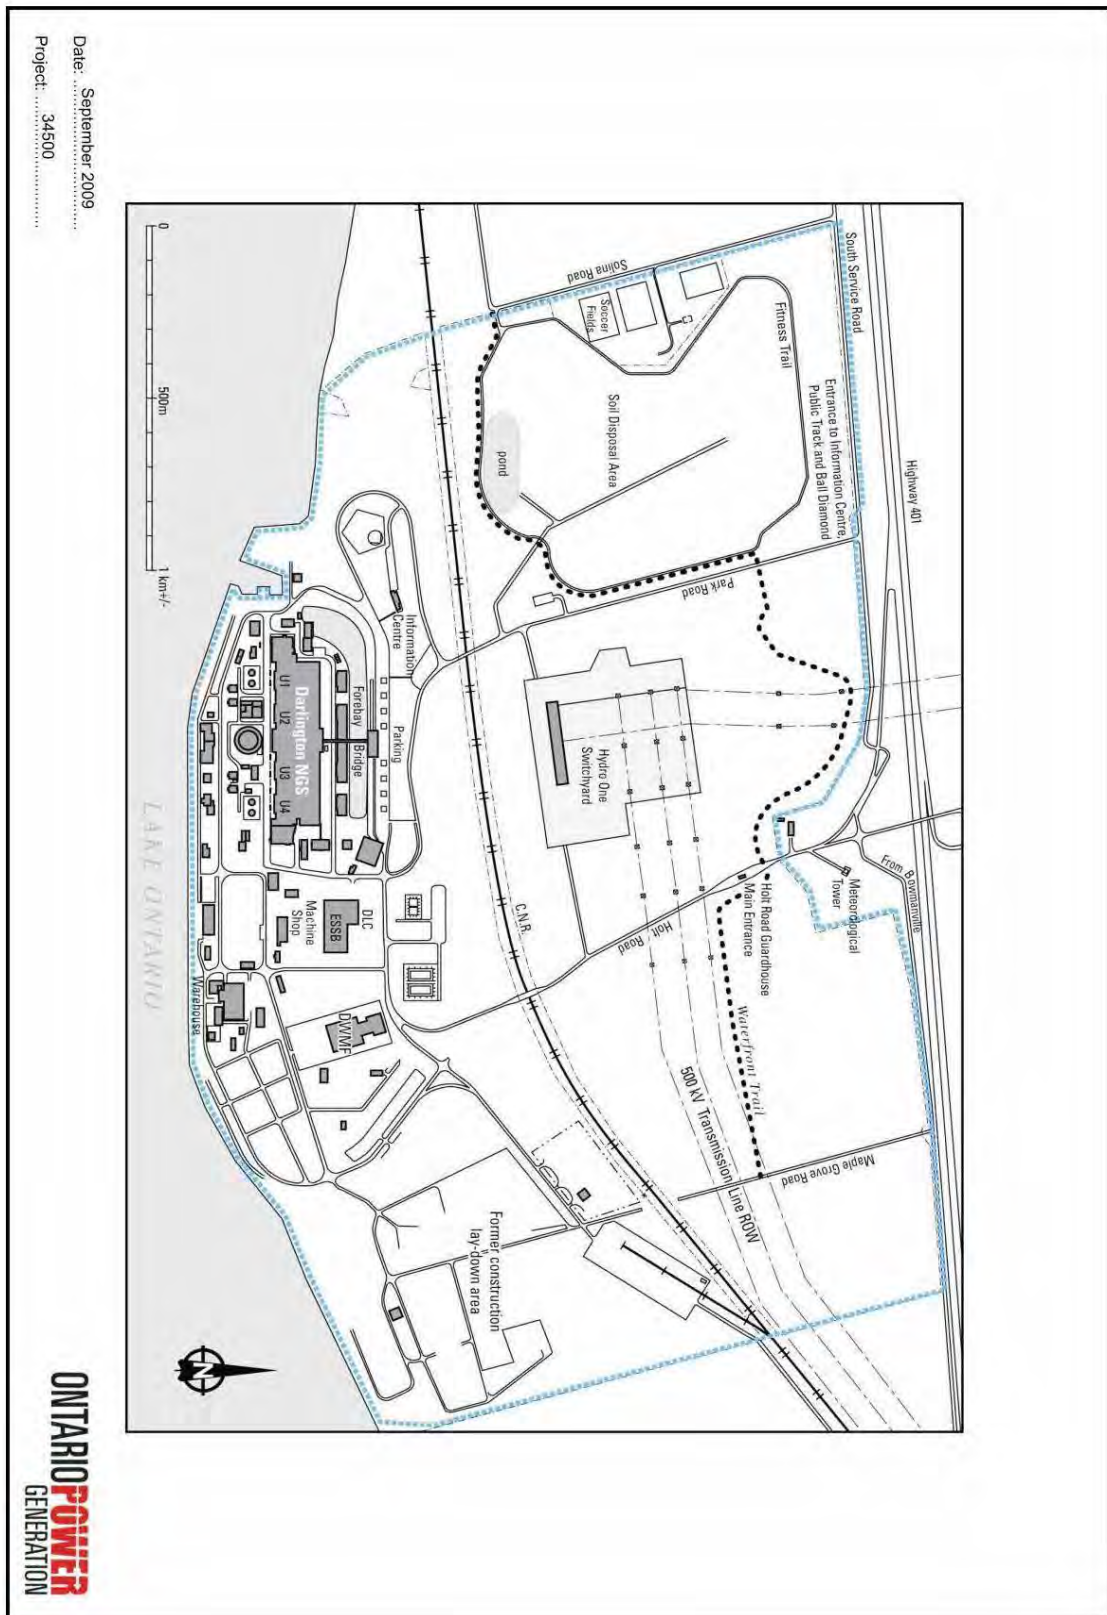 South Service Road
Highway 401
Entrance to Information Centre,
Public Track and Ball Diamond
From Bowmanville
Meteorological
Tower
Holt Road Guardhouse
Main Entrance
Solina Road
Fitness Trail
Soccer
Fields
Soil Disposal Area
pond
Park Road
Hydro One
Switchyard
Holt Road
Waterfront Trail
Maple Grove Road
500 kV Transmission Line ROW
C.N.R.
Information
Centre
Parking
Forebay
Bridge
Darlington NGS
U1
U2
U3
U4
DLC
ESSB
Machine
Shop
DWMF
Warehouse
Former construction
lay-down area
LAKE ONTARIO
0
500m
1 km+/-
N
Date: September 2009
Project: 34500
ONTARIOPOWER
GENERATION